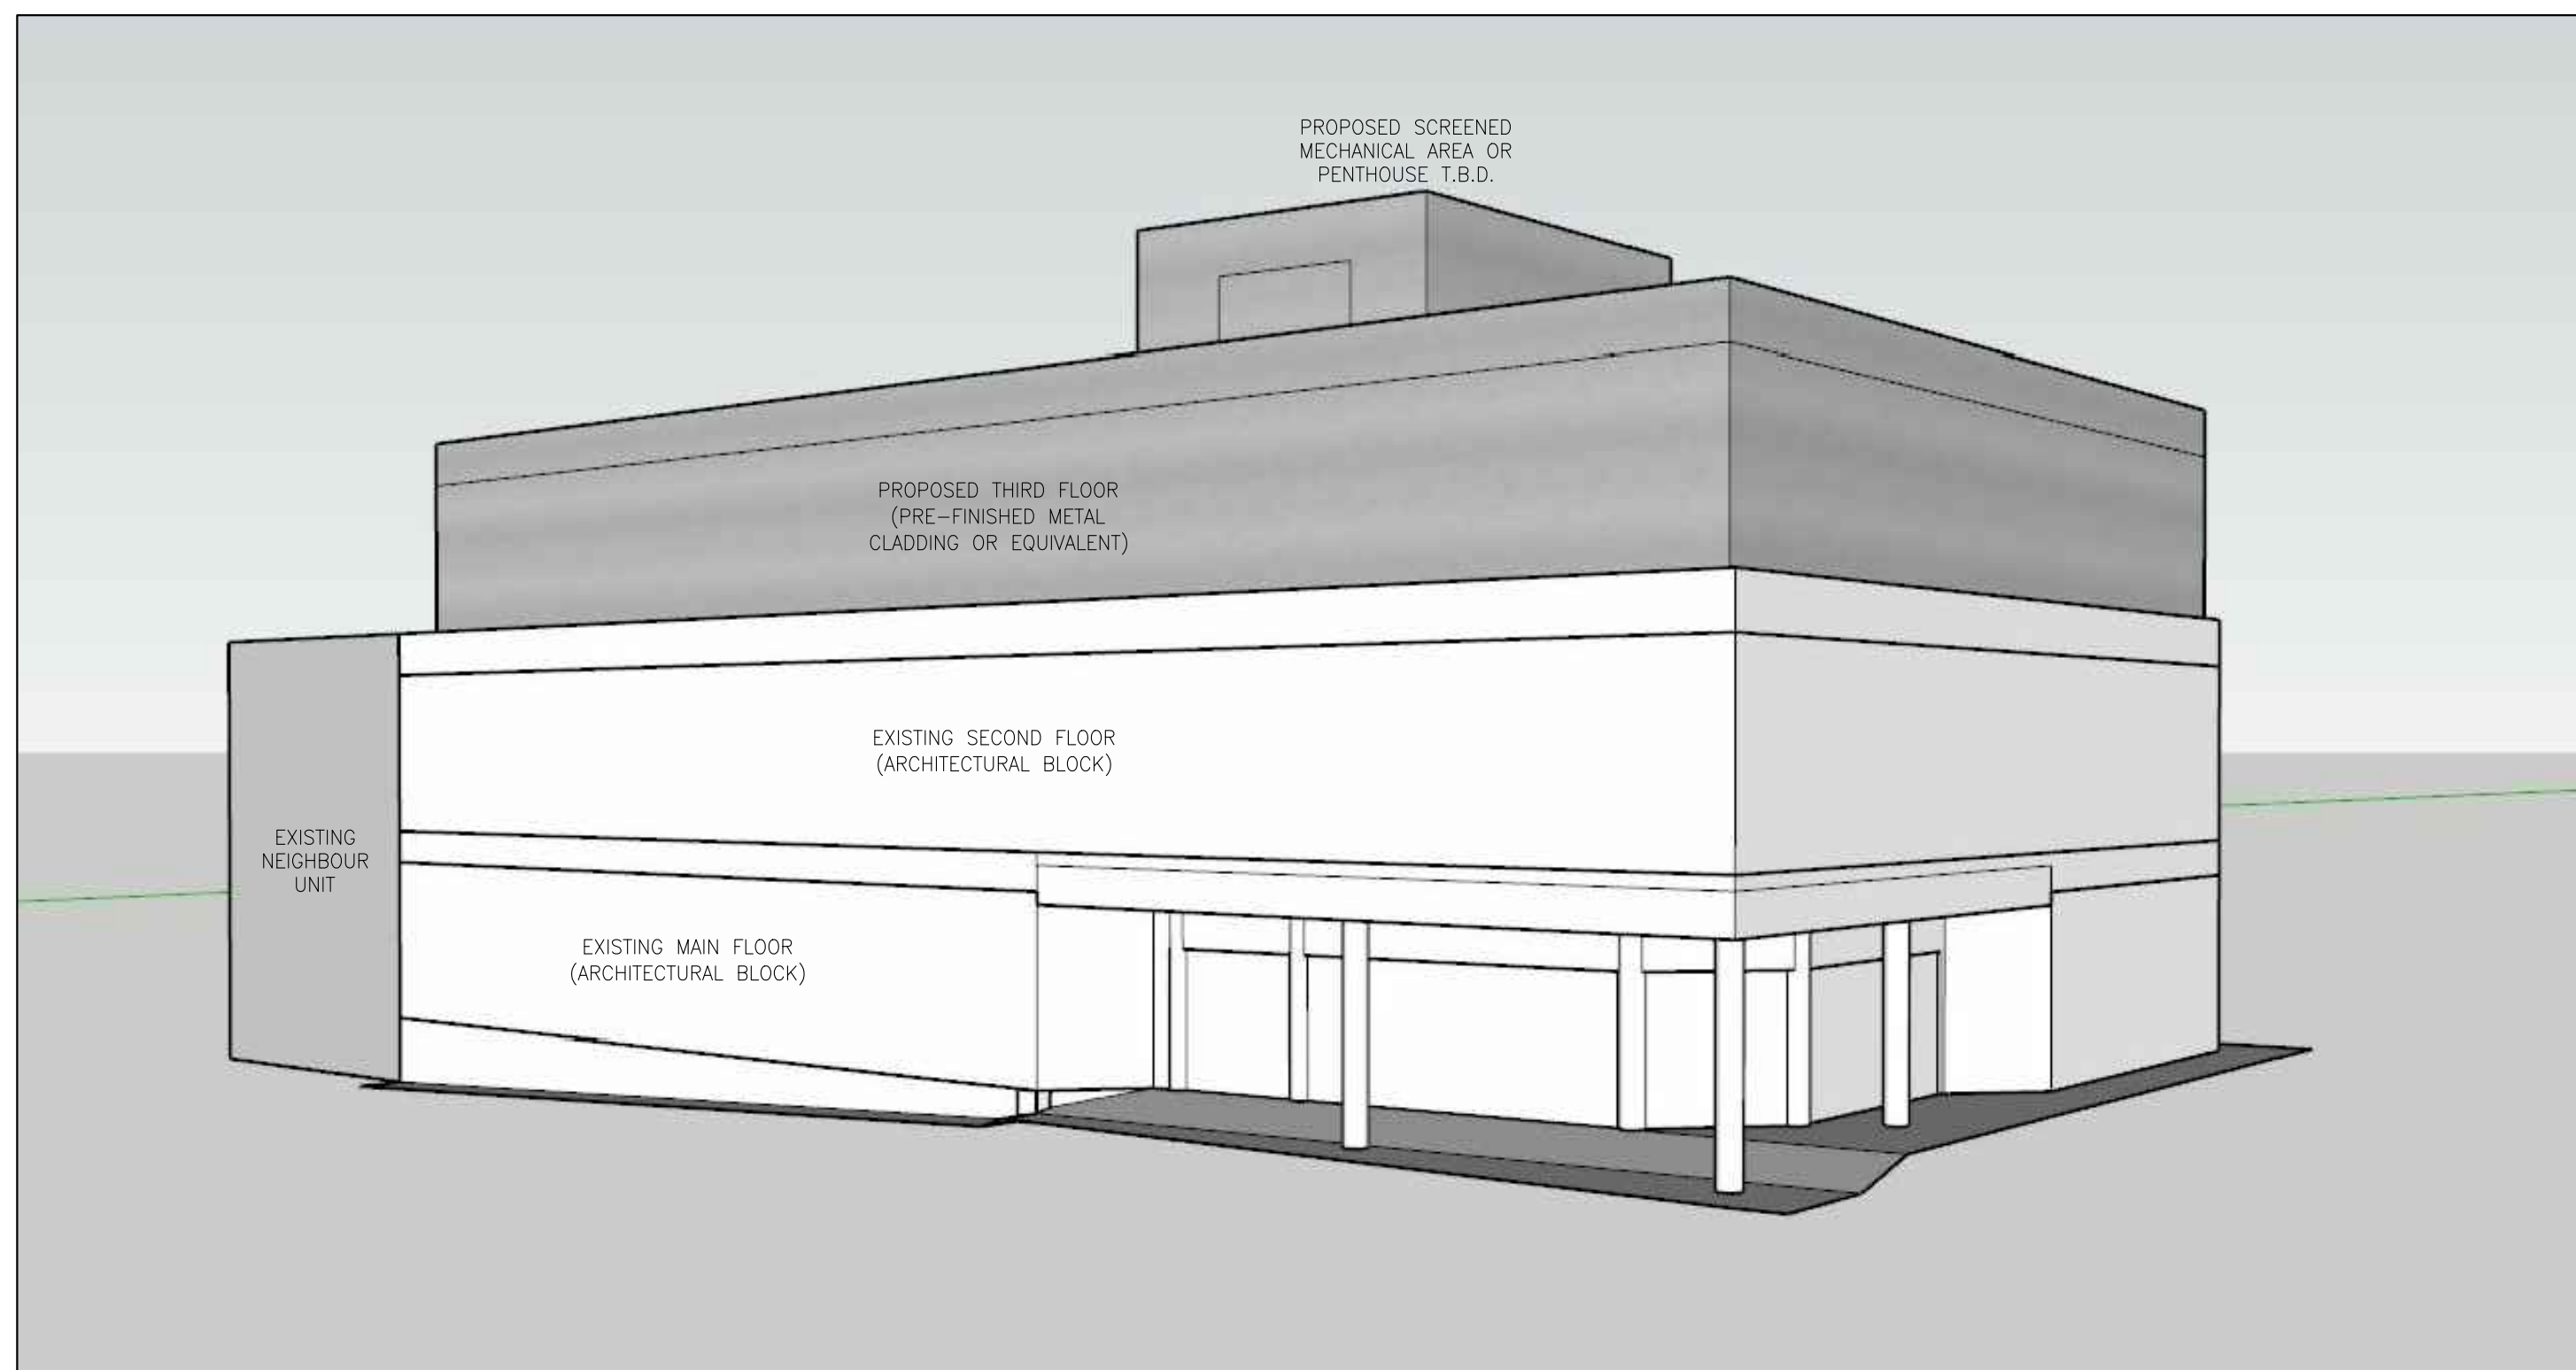 PROPOSED SCREENED
MECHANICAL AREA OR
PENTHOUSE T.B.D.
PROPOSED THIRD FLOOR
(PRE-FINISHED METAL
CLADDING OR EQUIVALENT)
EXISTING SECOND FLOOR
(ARCHITECTURAL BLOCK)
EXISTING
NEIGHBOUR
UNIT
EXISTING MAIN FLOOR
(ARCHITECTURAL BLOCK)